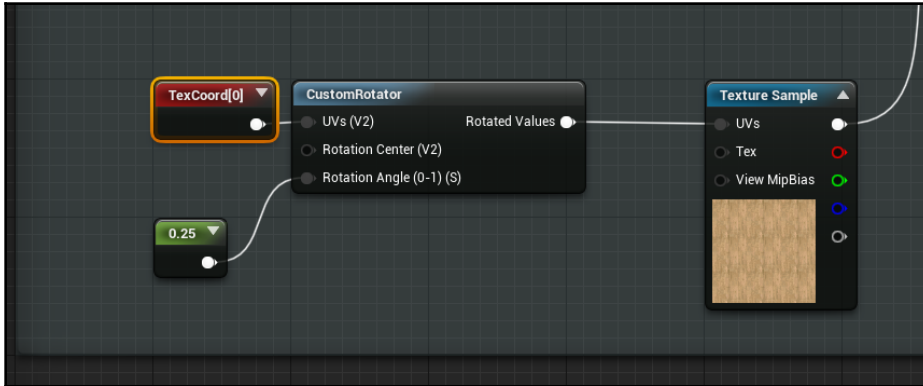 TexCoord[0]
CustomRotator
UVs (V2)
Rotated Values
Rotation Center (V2)
Rotation Angle (0-1) (S)
0.25
Texture Sample
UVs
Tex
View MipBias